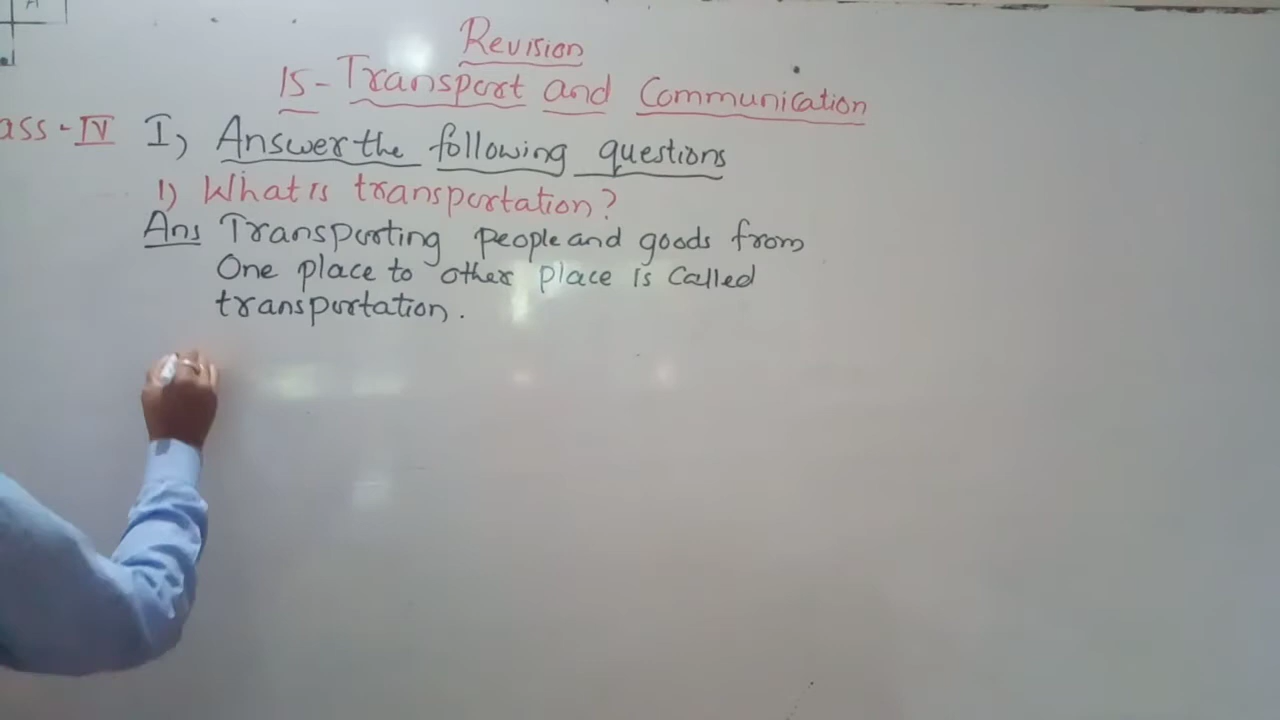 Revision
15-Transport and Communication
ass-IV I) Answer the following questions
1) What is transportation?
Ans Transporting people and goods from
One place to other place is called
transportation.